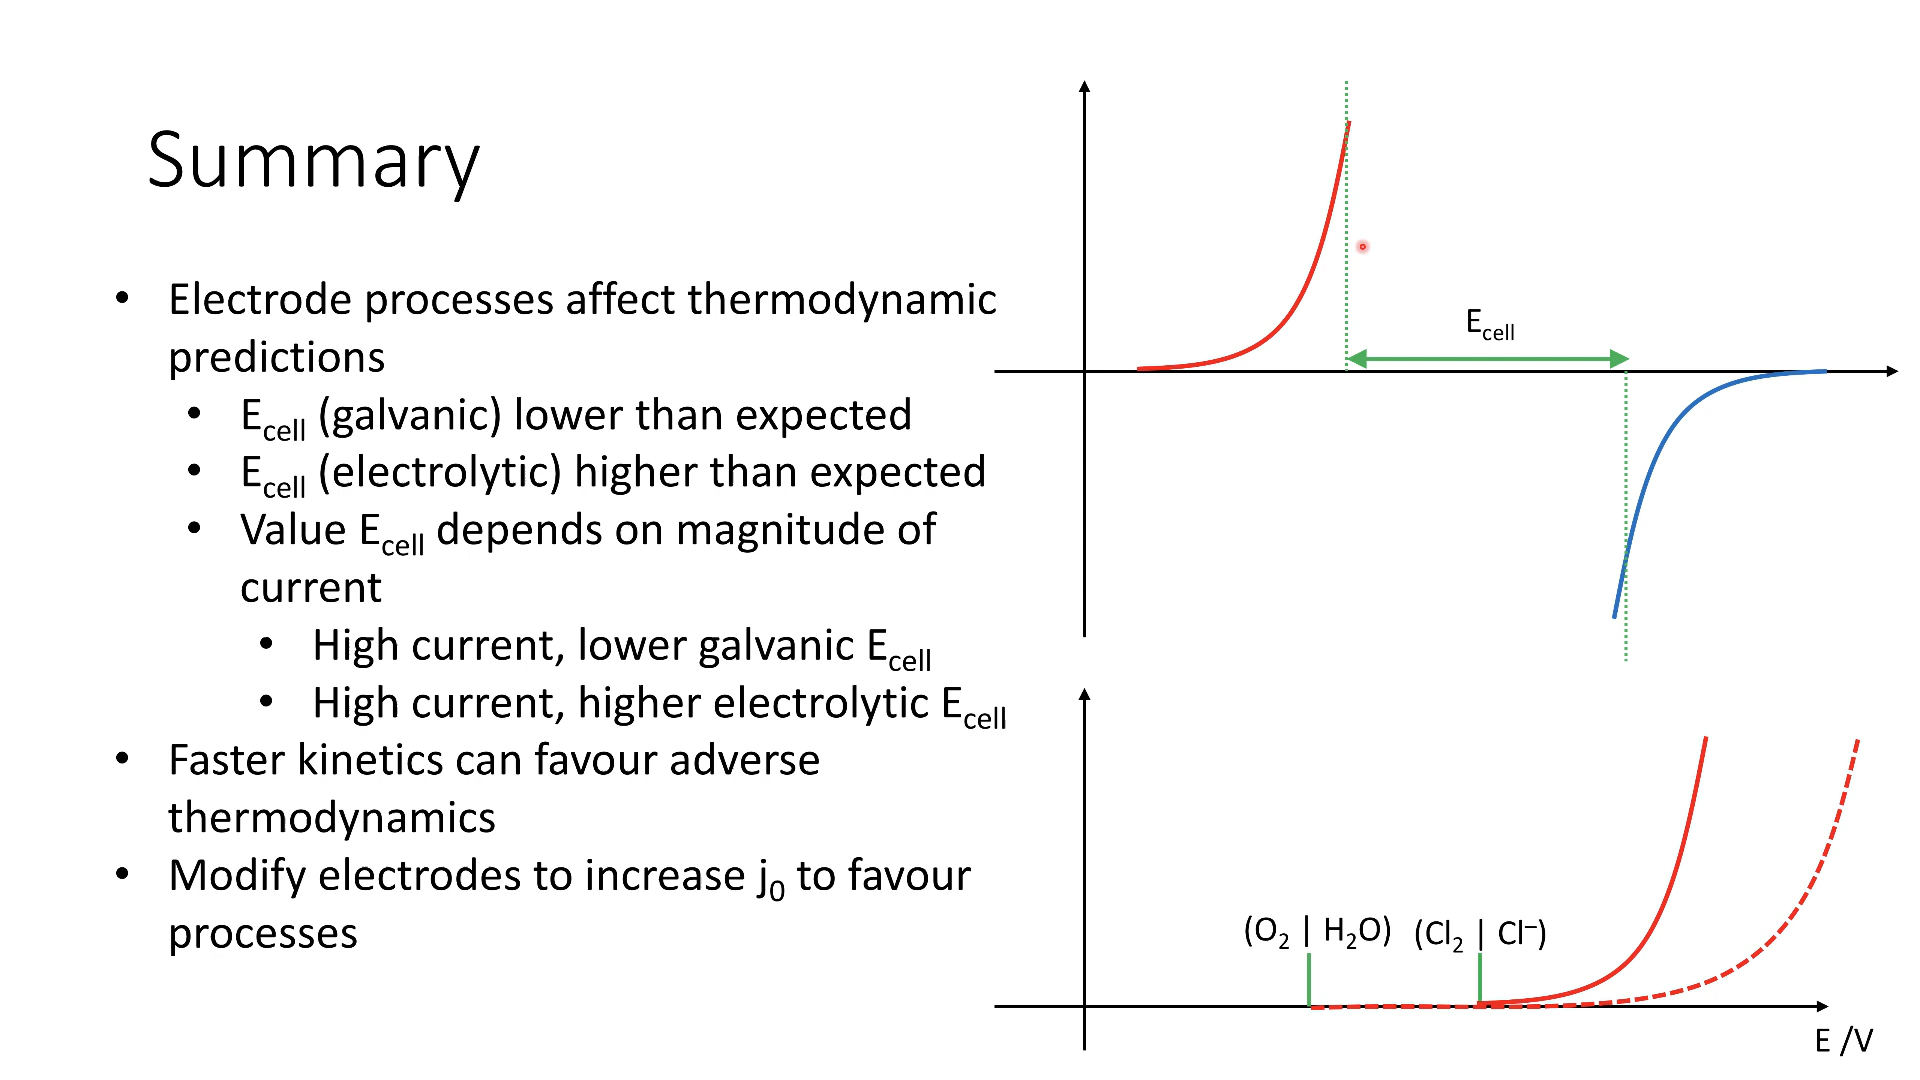 Summary
• Electrode processes affect thermodynamic
predictions
• Ecell (galvanic) lower than expected
• Ecell (electrolytic) higher than expected
• Value Ecell depends on magnitude of
current
• High current, lower galvanic Ecell
• High current, higher electrolytic Ecell
• Faster kinetics can favour adverse
thermodynamics
• Modify electrodes to increase j0 to favour
processes
Ecell
(O2 | H2O) (Cl2 | Cl–)
E /V